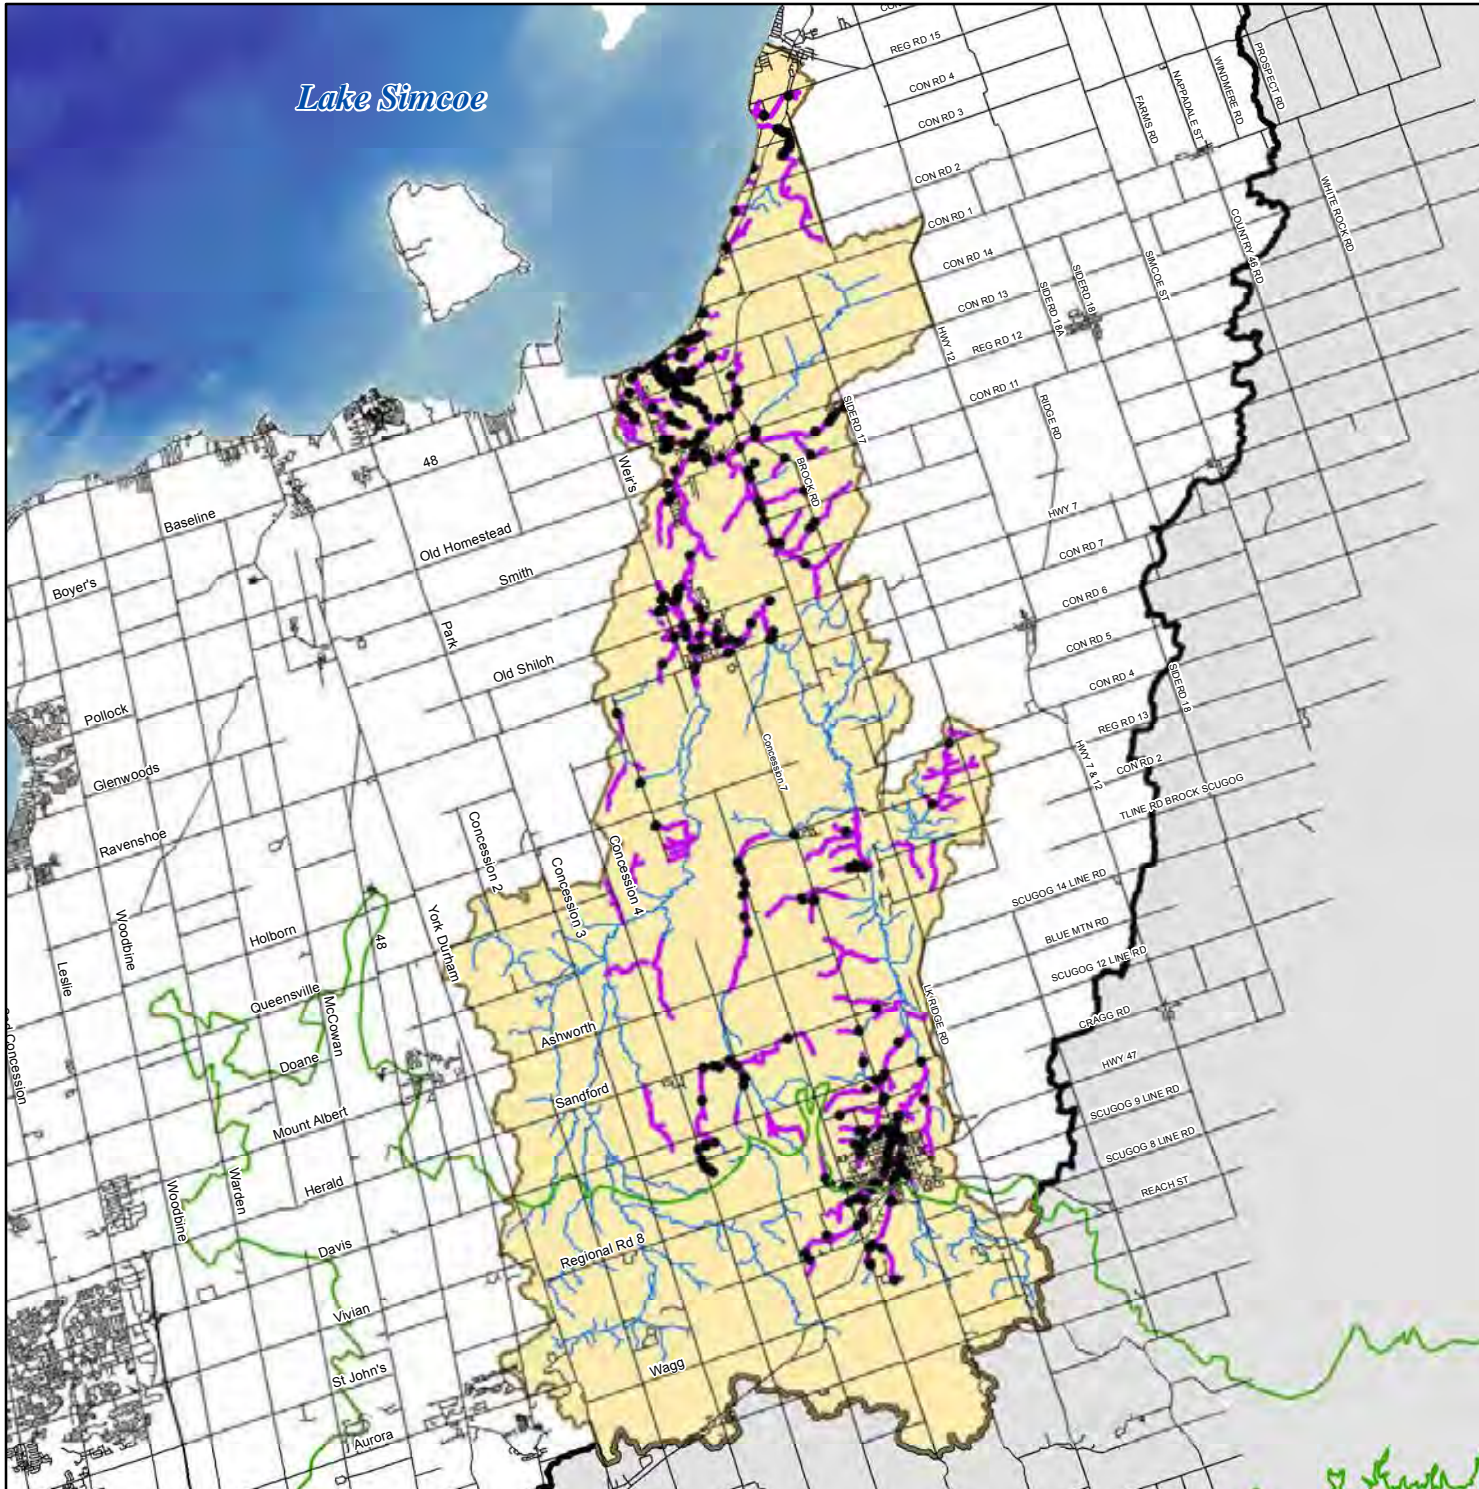 REG RD 15
CON RD 4
CON RD 3
CON RD 2
CON RD 1
CON RD 14
CON RD 13
REG RD 12
CON RD 11
FARMS RD
NAPPADALE ST
WINDMERE RD
PROSPECT RD
WHITE ROCK RD
COUNTRY 46 RD
SIMCOE ST
SIDERD 18
SIDERD 18A
HWY 12
RIDGE RD
SIDERD 17
BROCK RD
Lake Simcoe
48
Weir's
Baseline
Old Homestead
Smith
Boyer's
Park
Old Shiloh
HWY 7
CON RD 7
CON RD 6
CON RD 5
CON RD 4
SIDERD 18
REG RD 13
CON RD 2
HWY 7 & 12
TLINE RD BROCK SCUGOG
Pollock
Glenwoods
Ravenshoe
Concession 7
Concession 2
Concession 3
Concession 4
SCUGOG 14 LINE RD
BLUE MTN RD
SCUGOG 12 LINE RD
CRAGG RD
HWY 47
SCUGOG 9 LINE RD
SCUGOG 8 LINE RD
REACH ST
LK RIDGE RD
Woodbine
Holborn
48
York Durham
Leslie
Queensville
McCowan
Doane
Ashworth
Sandford
Mount Albert
Herald
Warden
Woodbine
Davis
Regional Rd 8
Vivian
St John's
Wagg
Aurora